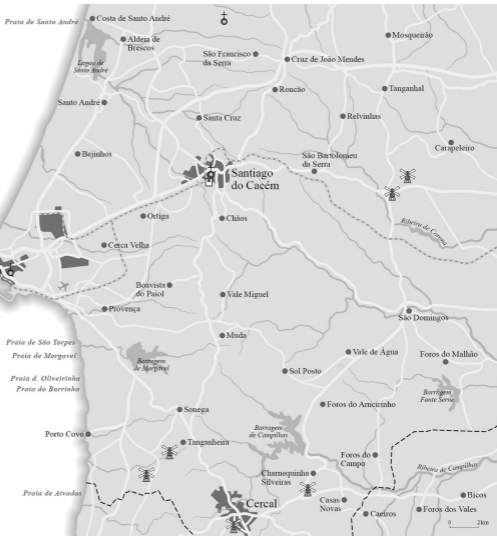 Praia de Santo André
Costa de Santo André
Aldeia de
Brescos
Mosqueirão
São Francisco
da Serra
Cruz de João Mendes
Lagoa de
Santo André
Roncão
Tanganhal
Santo André
Santa Cruz
Relvinhas
Carapeleiro
Bejinhos
São Bartolomeu
da Serra
Santiago
do Cacém
Ortiga
Chãos
Ribeira de Corona
Cerca Velha
Boavista
do Paiol
Vale Miguel
Provença
São Domingos
Praia de São Torpes
Muda
Praia de Morgavel
Barragem
de Morgavel
Vale de Água
Foros do Malhão
Sol Posto
Praia d. Oliveirinha
Praia do Burrinho
Barragem
Fonte Serne
Sonega
Foros do Amcirinho
Porto Covo
Barragem
de Campilhas
Tanganheira
Foros do
Campo
Ribeira de Campilhas
Charnequinha
Silveiras
Praia de Aivados
Cercal
Casas
Novas
Bicos
Caeiros
Foros dos Vales
0 2km